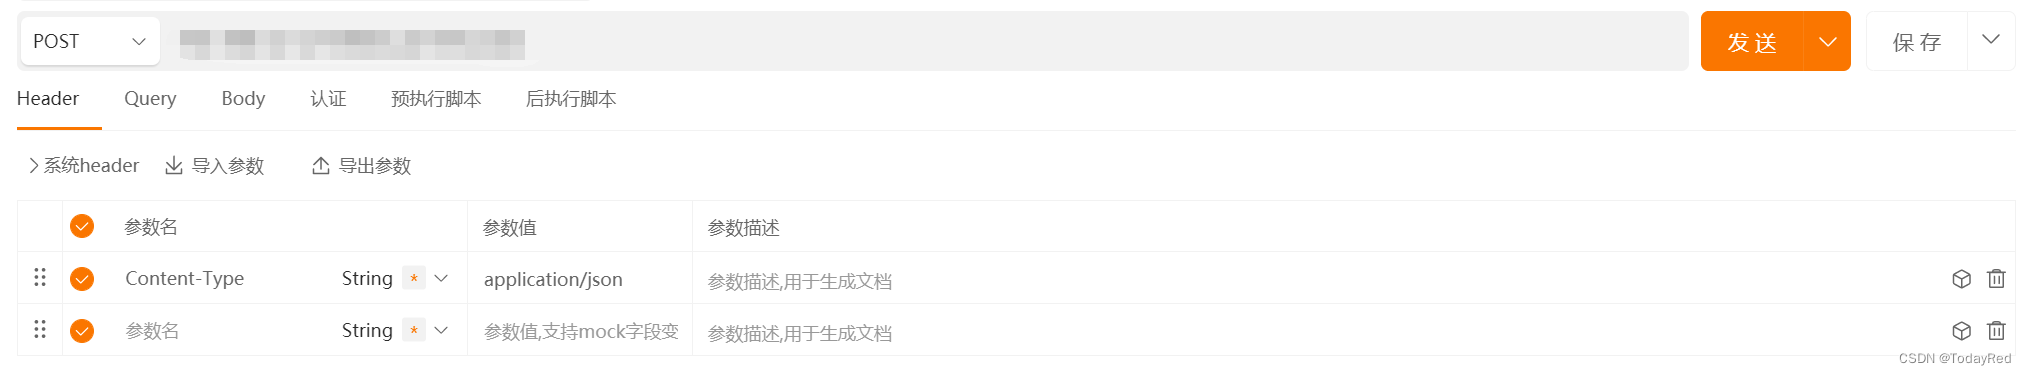 POST 发送 保存
Header Query Body 认证 预执行脚本 后执行脚本
系统header 导入参数 导出参数
参数名 参数值 参数描述
Content-Type String * application/json 参数描述,用于生成文档
参数名 String * 参数值,支持mock字段变 参数描述,用于生成文档
CSDN @TodayRed